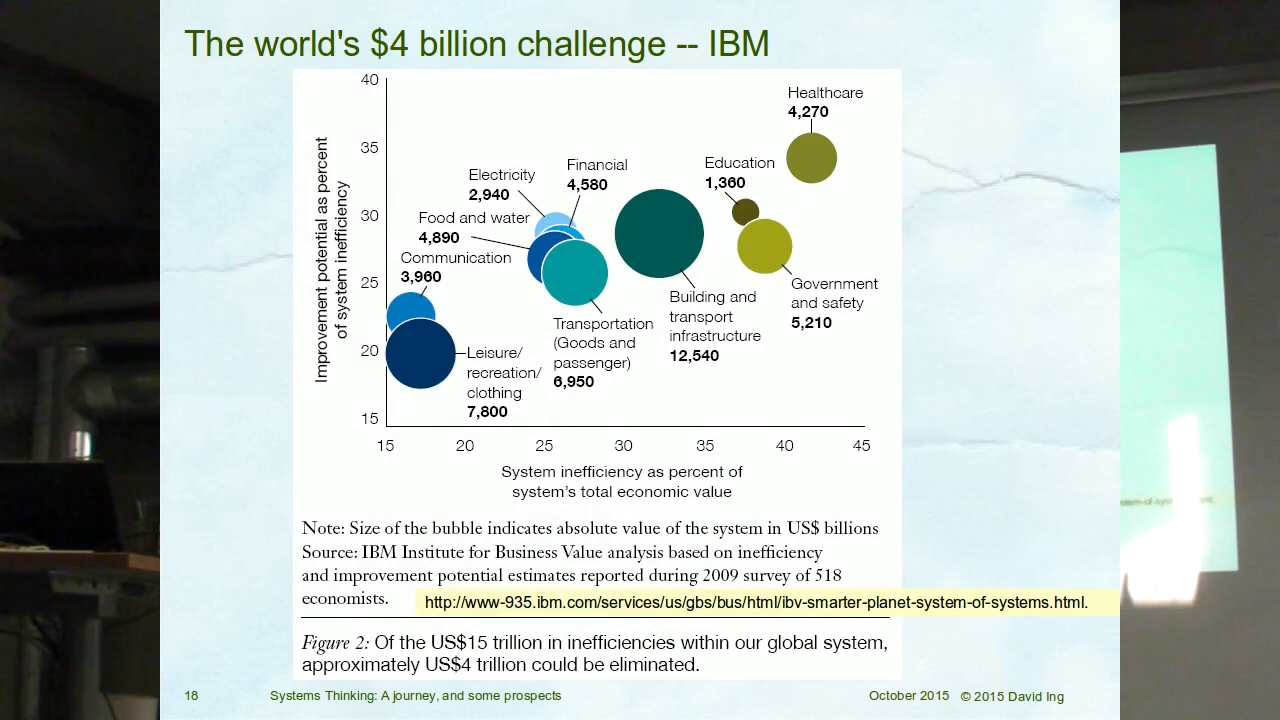 The world's $4 billion challenge -- IBM
40
35
30
25
20
15
Improvement potential as percent
of system inefficiency
Healthcare
4,270
Education
1,360
Financial
4,580
Electricity
2,940
Food and water
4,890
Communication
3,960
Government
and safety
5,210
Building and
transport
infrastructure
12,540
Transportation
(Goods and
passenger)
6,950
Leisure/
recreation/
clothing
7,800
15 20 25 30 35 40 45
System inefficiency as percent of
system's total economic value
Note: Size of the bubble indicates absolute value of the system in US$ billions
Source: IBM Institute for Business Value analysis based on inefficiency
and improvement potential estimates reported during 2009 survey of 518
economists.
http://www-935.ibm.com/services/us/gbs/bus/html/ibv-smarter-planet-system-of-systems.html.
Figure 2: Of the US$15 trillion in inefficiencies within our global system,
approximately US$4 trillion could be eliminated.
18 Systems Thinking: A journey, and some prospects October 2015 © 2015 David Ing